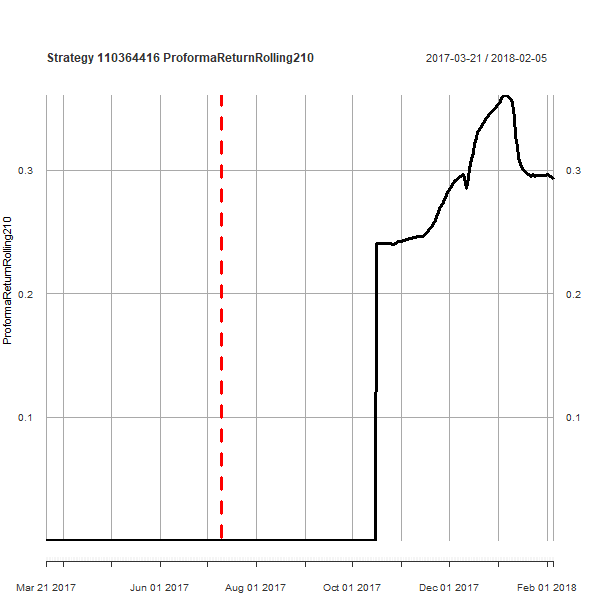 Strategy 110364416 ProformaReturnRolling210
2017-03-21 / 2018-02-05
ProformaReturnRolling210
0.3
0.3
0.2
0.2
0.1
0.1
Mar 21 2017
Jun 01 2017
Aug 01 2017
Oct 01 2017
Dec 01 2017
Feb 01 2018